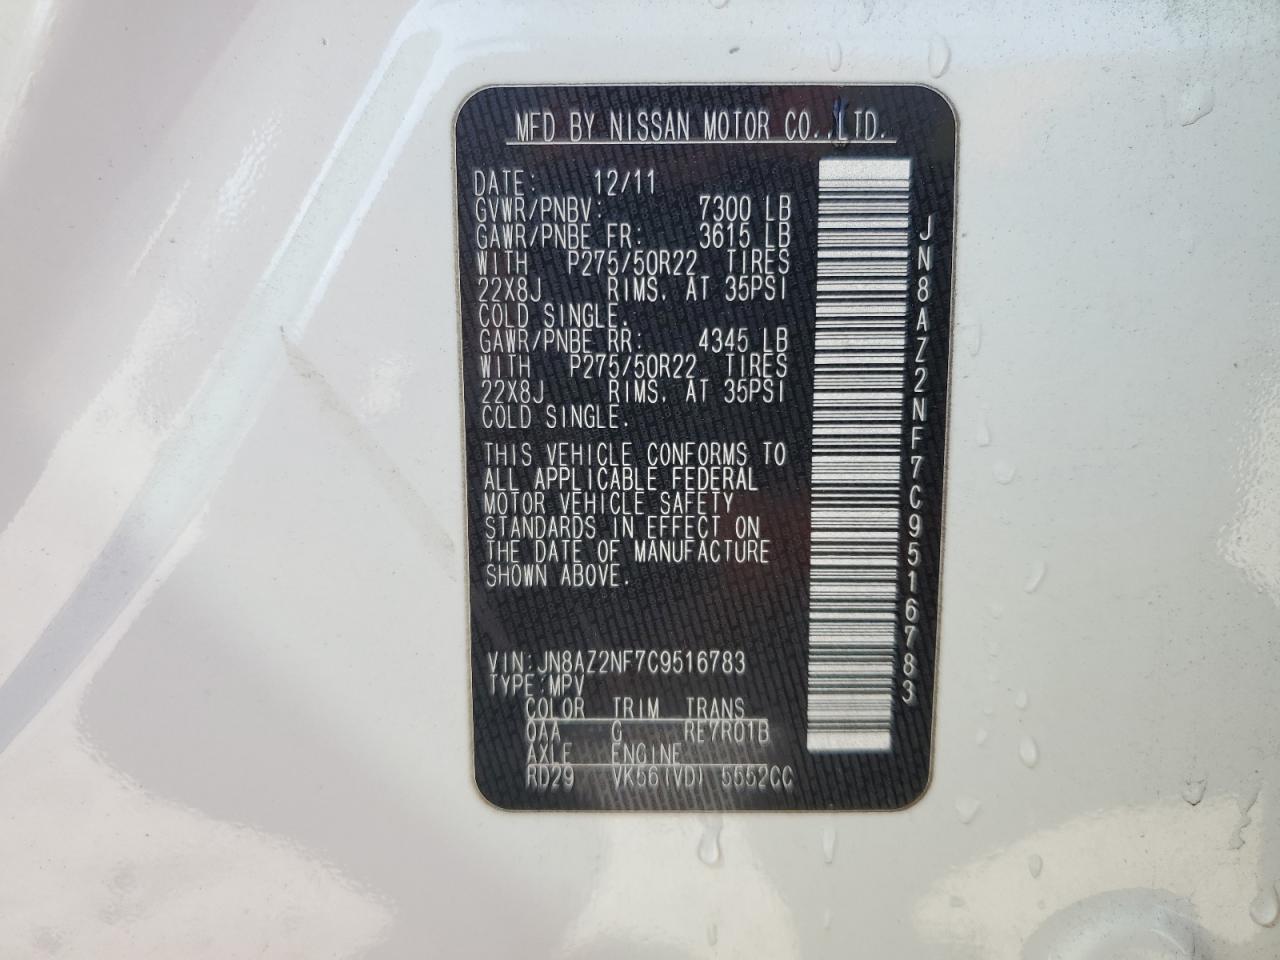 MFD BY NISSAN MOTOR CO.,LTD.
DATE: 12/11
GVWR/PNBV: 7300 LB
GAWR/PNBE FR: 3615 LB
WITH P275/50R22 TIRES
22X8J RIMS. AT 35PSI
COLD SINGLE.
GAWR/PNBE RR: 4345 LB
WITH P275/50R22 TIRES
22X8J RIMS. AT 35PSI
COLD SINGLE.
THIS VEHICLE CONFORMS TO
ALL APPLICABLE FEDERAL
MOTOR VEHICLE SAFETY
STANDARDS IN EFFECT ON
THE DATE OF MANUFACTURE
SHOWN ABOVE.
VIN:JN8AZ2NF7C9516783
TYPE:MPV
COLOR TRIM TRANS
QAA G RE7R01B
AXLE ENGINE
RD29 VK56(VD) 5552CC
JN8AZ2NF7C9516783